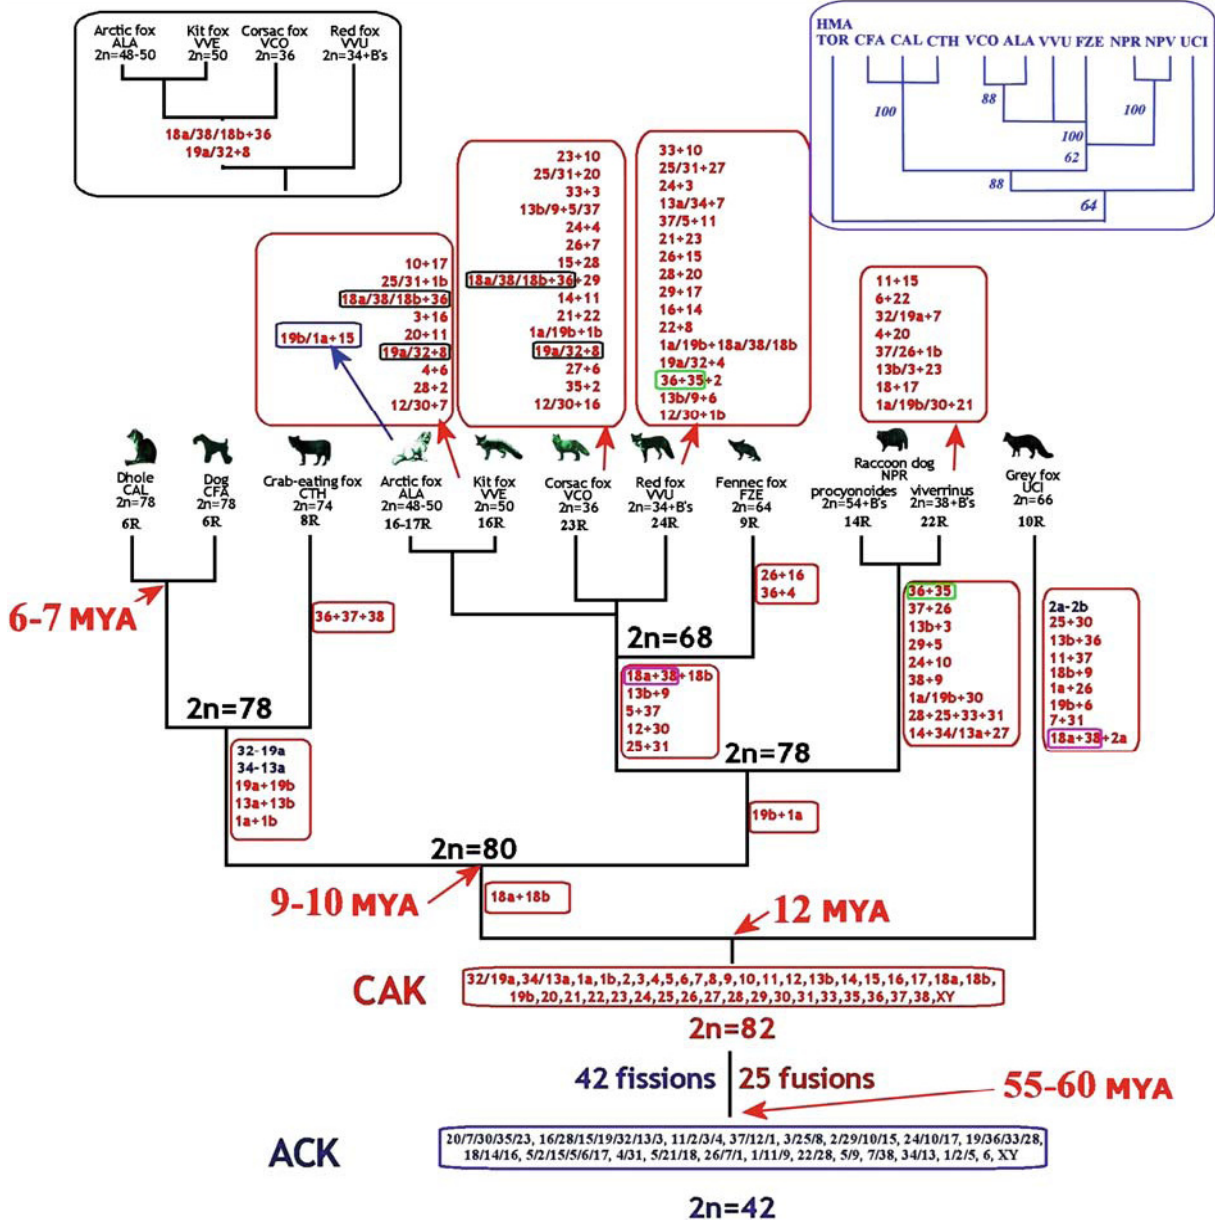 Arctic fox
ALA
2n=48-50
Kit fox
VVE
2n=50
Corsac fox
VCO
2n=36
Red fox
VVU
2n=34+B's
18a/38/18b+36
19a/32+8
HMA
TOR CFA CAL CTH VCO ALA VVU FZE NPR NPV UCI
100
88
100
62
100
88
64
10+17
25/31+1b
18a/38/18b+36
3+16
20+11
19a/32+8
4+6
28+2
12/30+7
19b/1a+15
23+10
25/31+20
33+3
13b/9+5/37
24+4
26+7
15+28
18a/38/18b+36+29
14+11
21+22
1a/19b+1b
19a/32+8
27+6
35+2
12/30+16
33+10
25/31+27
24+3
13a/34+7
37/5+11
21+23
26+15
28+20
29+17
16+14
22+8
1a/19b+18a/38/18b
19a/32+4
36+35+2
13b/9+6
12/30+1b
11+15
6+22
32/19a+7
4+20
37/26+1b
13b/3+23
18+17
1a/19b/30+21
Dhole
CAL
2n=78
6R
Dog
CFA
2n=78
6R
Crab-eating fox
CTH
2n=74
8R
Arctic fox
ALA
2n=48-50
16-17R
Kit fox
VVE
2n=50
16R
Corsac fox
VCO
2n=36
23R
Red fox
VVU
2n=34+B's
24R
Fennec fox
FZE
2n=64
9R
Raccoon dog
NPR
procyonoides
2n=54+B's
14R
viverrinus
2n=38+B's
22R
Grey fox
UCI
2n=66
10R
6-7 MYA
36+37+38
26+16
36+4
2n=68
18a+38+18b
13b+9
5+37
12+30
25+31
36+35
37+26
13b+3
29+5
24+10
38+9
1a/19b+30
28+25+33+31
14+34/13a+27
2a-2b
25+30
13b+36
11+37
18b+9
1a+26
19b+6
7+31
18a+38+2a
2n=78
32-19a
34-13a
19a+19b
13a+13b
1a+1b
2n=78
19b+1a
2n=80
9-10 MYA
18a+18b
12 MYA
CAK
32/19a,34/13a,1a,1b,2,3,4,5,6,7,8,9,10,11,12,13b,14,15,16,17,18a,18b,
19b,20,21,22,23,24,25,26,27,28,29,30,31,33,35,36,37,38,XY
2n=82
42 fissions
25 fusions
55-60 MYA
ACK
20/7/30/35/23, 16/28/15/19/32/13/3, 11/2/3/4, 37/12/1, 3/25/8, 2/29/10/15, 24/10/17, 19/36/33/28,
18/14/16, 5/2/15/5/6/17, 4/31, 5/21/18, 26/7/1, 1/11/9, 22/28, 5/9, 7/38, 34/13, 1/2/5, 6, XY
2n=42